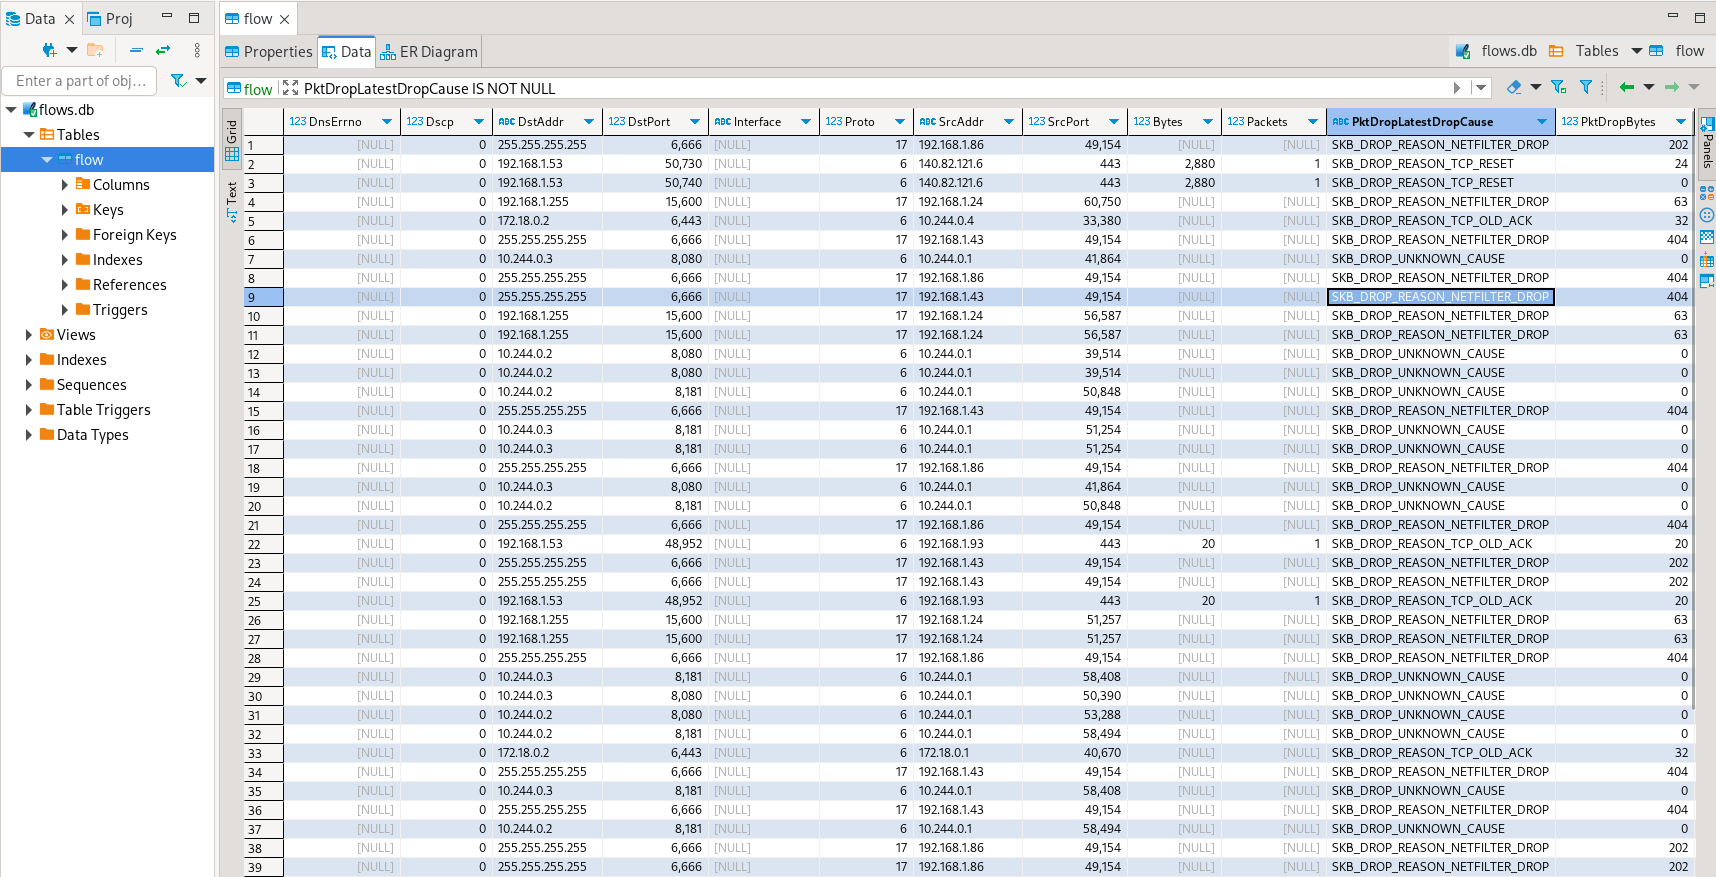 Data
Proj
Enter a part of obj...
flows.db
Tables
flow
Columns
Keys
Foreign Keys
Indexes
References
Triggers
Views
Indexes
Sequences
Table Triggers
Data Types
flow
Properties Data ER Diagram
flows.db Tables flow
flow PktDropLatestDropCause IS NOT NULL
Grid
Text
Panels
123 DnsErrno 123 Dscp ABC DstAddr 123 DstPort ABC Interface 123 Proto ABC SrcAddr 123 SrcPort 123 Bytes 123 Packets ABC PktDropLatestDropCause 123 PktDropBytes
1 [NULL] 0 255.255.255.255 6,666 [NULL] 17 192.168.1.86 49,154 [NULL] [NULL] SKB_DROP_REASON_NETFILTER_DROP 202
2 [NULL] 0 192.168.1.53 50,730 [NULL] 6 140.82.121.6 443 2,880 1 SKB_DROP_REASON_TCP_RESET 24
3 [NULL] 0 192.168.1.53 50,740 [NULL] 6 140.82.121.6 443 2,880 1 SKB_DROP_REASON_TCP_RESET 0
4 [NULL] 0 192.168.1.255 15,600 [NULL] 17 192.168.1.24 60,750 [NULL] [NULL] SKB_DROP_REASON_NETFILTER_DROP 63
5 [NULL] 0 172.18.0.2 6,443 [NULL] 6 10.244.0.4 33,380 [NULL] [NULL] SKB_DROP_REASON_TCP_OLD_ACK 32
6 [NULL] 0 255.255.255.255 6,666 [NULL] 17 192.168.1.43 49,154 [NULL] [NULL] SKB_DROP_REASON_NETFILTER_DROP 404
7 [NULL] 0 10.244.0.3 8,080 [NULL] 6 10.244.0.1 41,864 [NULL] [NULL] SKB_DROP_UNKNOWN_CAUSE 0
8 [NULL] 0 255.255.255.255 6,666 [NULL] 17 192.168.1.86 49,154 [NULL] [NULL] SKB_DROP_REASON_NETFILTER_DROP 404
9 [NULL] 0 255.255.255.255 6,666 [NULL] 17 192.168.1.43 49,154 [NULL] [NULL] SKB_DROP_REASON_NETFILTER_DROP 404
10 [NULL] 0 192.168.1.255 15,600 [NULL] 17 192.168.1.24 56,587 [NULL] [NULL] SKB_DROP_REASON_NETFILTER_DROP 63
11 [NULL] 0 192.168.1.255 15,600 [NULL] 17 192.168.1.24 56,587 [NULL] [NULL] SKB_DROP_REASON_NETFILTER_DROP 63
12 [NULL] 0 10.244.0.2 8,080 [NULL] 6 10.244.0.1 39,514 [NULL] [NULL] SKB_DROP_UNKNOWN_CAUSE 0
13 [NULL] 0 10.244.0.2 8,080 [NULL] 6 10.244.0.1 39,514 [NULL] [NULL] SKB_DROP_UNKNOWN_CAUSE 0
14 [NULL] 0 10.244.0.2 8,181 [NULL] 6 10.244.0.1 50,848 [NULL] [NULL] SKB_DROP_UNKNOWN_CAUSE 0
15 [NULL] 0 255.255.255.255 6,666 [NULL] 17 192.168.1.43 49,154 [NULL] [NULL] SKB_DROP_REASON_NETFILTER_DROP 404
16 [NULL] 0 10.244.0.3 8,181 [NULL] 6 10.244.0.1 51,254 [NULL] [NULL] SKB_DROP_UNKNOWN_CAUSE 0
17 [NULL] 0 10.244.0.3 8,181 [NULL] 6 10.244.0.1 51,254 [NULL] [NULL] SKB_DROP_UNKNOWN_CAUSE 0
18 [NULL] 0 255.255.255.255 6,666 [NULL] 17 192.168.1.86 49,154 [NULL] [NULL] SKB_DROP_REASON_NETFILTER_DROP 404
19 [NULL] 0 10.244.0.3 8,080 [NULL] 6 10.244.0.1 41,864 [NULL] [NULL] SKB_DROP_UNKNOWN_CAUSE 0
20 [NULL] 0 10.244.0.2 8,181 [NULL] 6 10.244.0.1 50,848 [NULL] [NULL] SKB_DROP_UNKNOWN_CAUSE 0
21 [NULL] 0 255.255.255.255 6,666 [NULL] 17 192.168.1.86 49,154 [NULL] [NULL] SKB_DROP_REASON_NETFILTER_DROP 404
22 [NULL] 0 192.168.1.53 48,952 [NULL] 6 192.168.1.93 443 20 1 SKB_DROP_REASON_TCP_OLD_ACK 20
23 [NULL] 0 255.255.255.255 6,666 [NULL] 17 192.168.1.43 49,154 [NULL] [NULL] SKB_DROP_REASON_NETFILTER_DROP 202
24 [NULL] 0 255.255.255.255 6,666 [NULL] 17 192.168.1.43 49,154 [NULL] [NULL] SKB_DROP_REASON_NETFILTER_DROP 202
25 [NULL] 0 192.168.1.53 48,952 [NULL] 6 192.168.1.93 443 20 1 SKB_DROP_REASON_TCP_OLD_ACK 20
26 [NULL] 0 192.168.1.255 15,600 [NULL] 17 192.168.1.24 51,257 [NULL] [NULL] SKB_DROP_REASON_NETFILTER_DROP 63
27 [NULL] 0 192.168.1.255 15,600 [NULL] 17 192.168.1.24 51,257 [NULL] [NULL] SKB_DROP_REASON_NETFILTER_DROP 63
28 [NULL] 0 255.255.255.255 6,666 [NULL] 17 192.168.1.86 49,154 [NULL] [NULL] SKB_DROP_REASON_NETFILTER_DROP 404
29 [NULL] 0 10.244.0.3 8,181 [NULL] 6 10.244.0.1 58,408 [NULL] [NULL] SKB_DROP_UNKNOWN_CAUSE 0
30 [NULL] 0 10.244.0.3 8,080 [NULL] 6 10.244.0.1 50,390 [NULL] [NULL] SKB_DROP_UNKNOWN_CAUSE 0
31 [NULL] 0 10.244.0.2 8,080 [NULL] 6 10.244.0.1 53,288 [NULL] [NULL] SKB_DROP_UNKNOWN_CAUSE 0
32 [NULL] 0 10.244.0.2 8,181 [NULL] 6 10.244.0.1 58,494 [NULL] [NULL] SKB_DROP_UNKNOWN_CAUSE 0
33 [NULL] 0 172.18.0.2 6,443 [NULL] 6 172.18.0.1 40,670 [NULL] [NULL] SKB_DROP_REASON_TCP_OLD_ACK 32
34 [NULL] 0 255.255.255.255 6,666 [NULL] 17 192.168.1.43 49,154 [NULL] [NULL] SKB_DROP_REASON_NETFILTER_DROP 404
35 [NULL] 0 10.244.0.3 8,181 [NULL] 6 10.244.0.1 58,408 [NULL] [NULL] SKB_DROP_UNKNOWN_CAUSE 0
36 [NULL] 0 255.255.255.255 6,666 [NULL] 17 192.168.1.43 49,154 [NULL] [NULL] SKB_DROP_REASON_NETFILTER_DROP 404
37 [NULL] 0 10.244.0.2 8,181 [NULL] 6 10.244.0.1 58,494 [NULL] [NULL] SKB_DROP_UNKNOWN_CAUSE 0
38 [NULL] 0 255.255.255.255 6,666 [NULL] 17 192.168.1.86 49,154 [NULL] [NULL] SKB_DROP_REASON_NETFILTER_DROP 202
39 [NULL] 0 255.255.255.255 6,666 [NULL] 17 192.168.1.86 49,154 [NULL] [NULL] SKB_DROP_REASON_NETFILTER_DROP 202